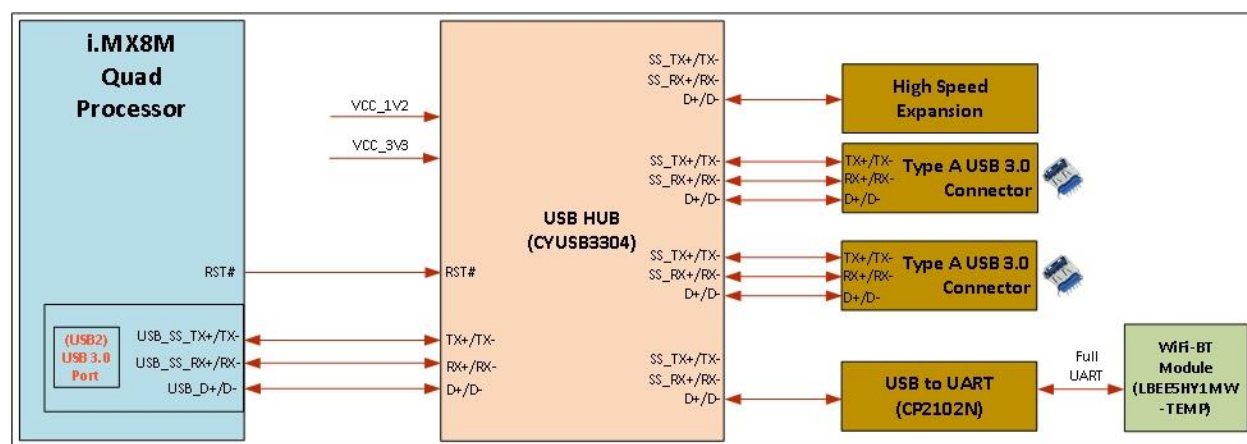 i.MX8M
Quad
Processor
RST#
(USB2)
USB 3.0
Port
USB_SS_TX+/TX-
USB_SS_RX+/RX-
USB_D+/D-
VCC_1V2
VCC_3V3
RST#
TX+/TX-
RX+/RX-
D+/D-
USB HUB
(CYUSB3304)
SS_TX+/TX-
SS_RX+/RX-
D+/D-
SS_TX+/TX-
SS_RX+/RX-
D+/D-
SS_TX+/TX-
SS_RX+/RX-
D+/D-
SS_TX+/TX-
SS_RX+/RX-
D+/D-
High Speed
Expansion
TX+/TX-
RX+/RX-
D+/D-
Type A USB 3.0
Connector
TX+/TX-
RX+/RX-
D+/D-
Type A USB 3.0
Connector
USB to UART
(CP2102N)
Full
UART
WiFi-BT
Module
(LBEE5HY1MW
-TEMP)